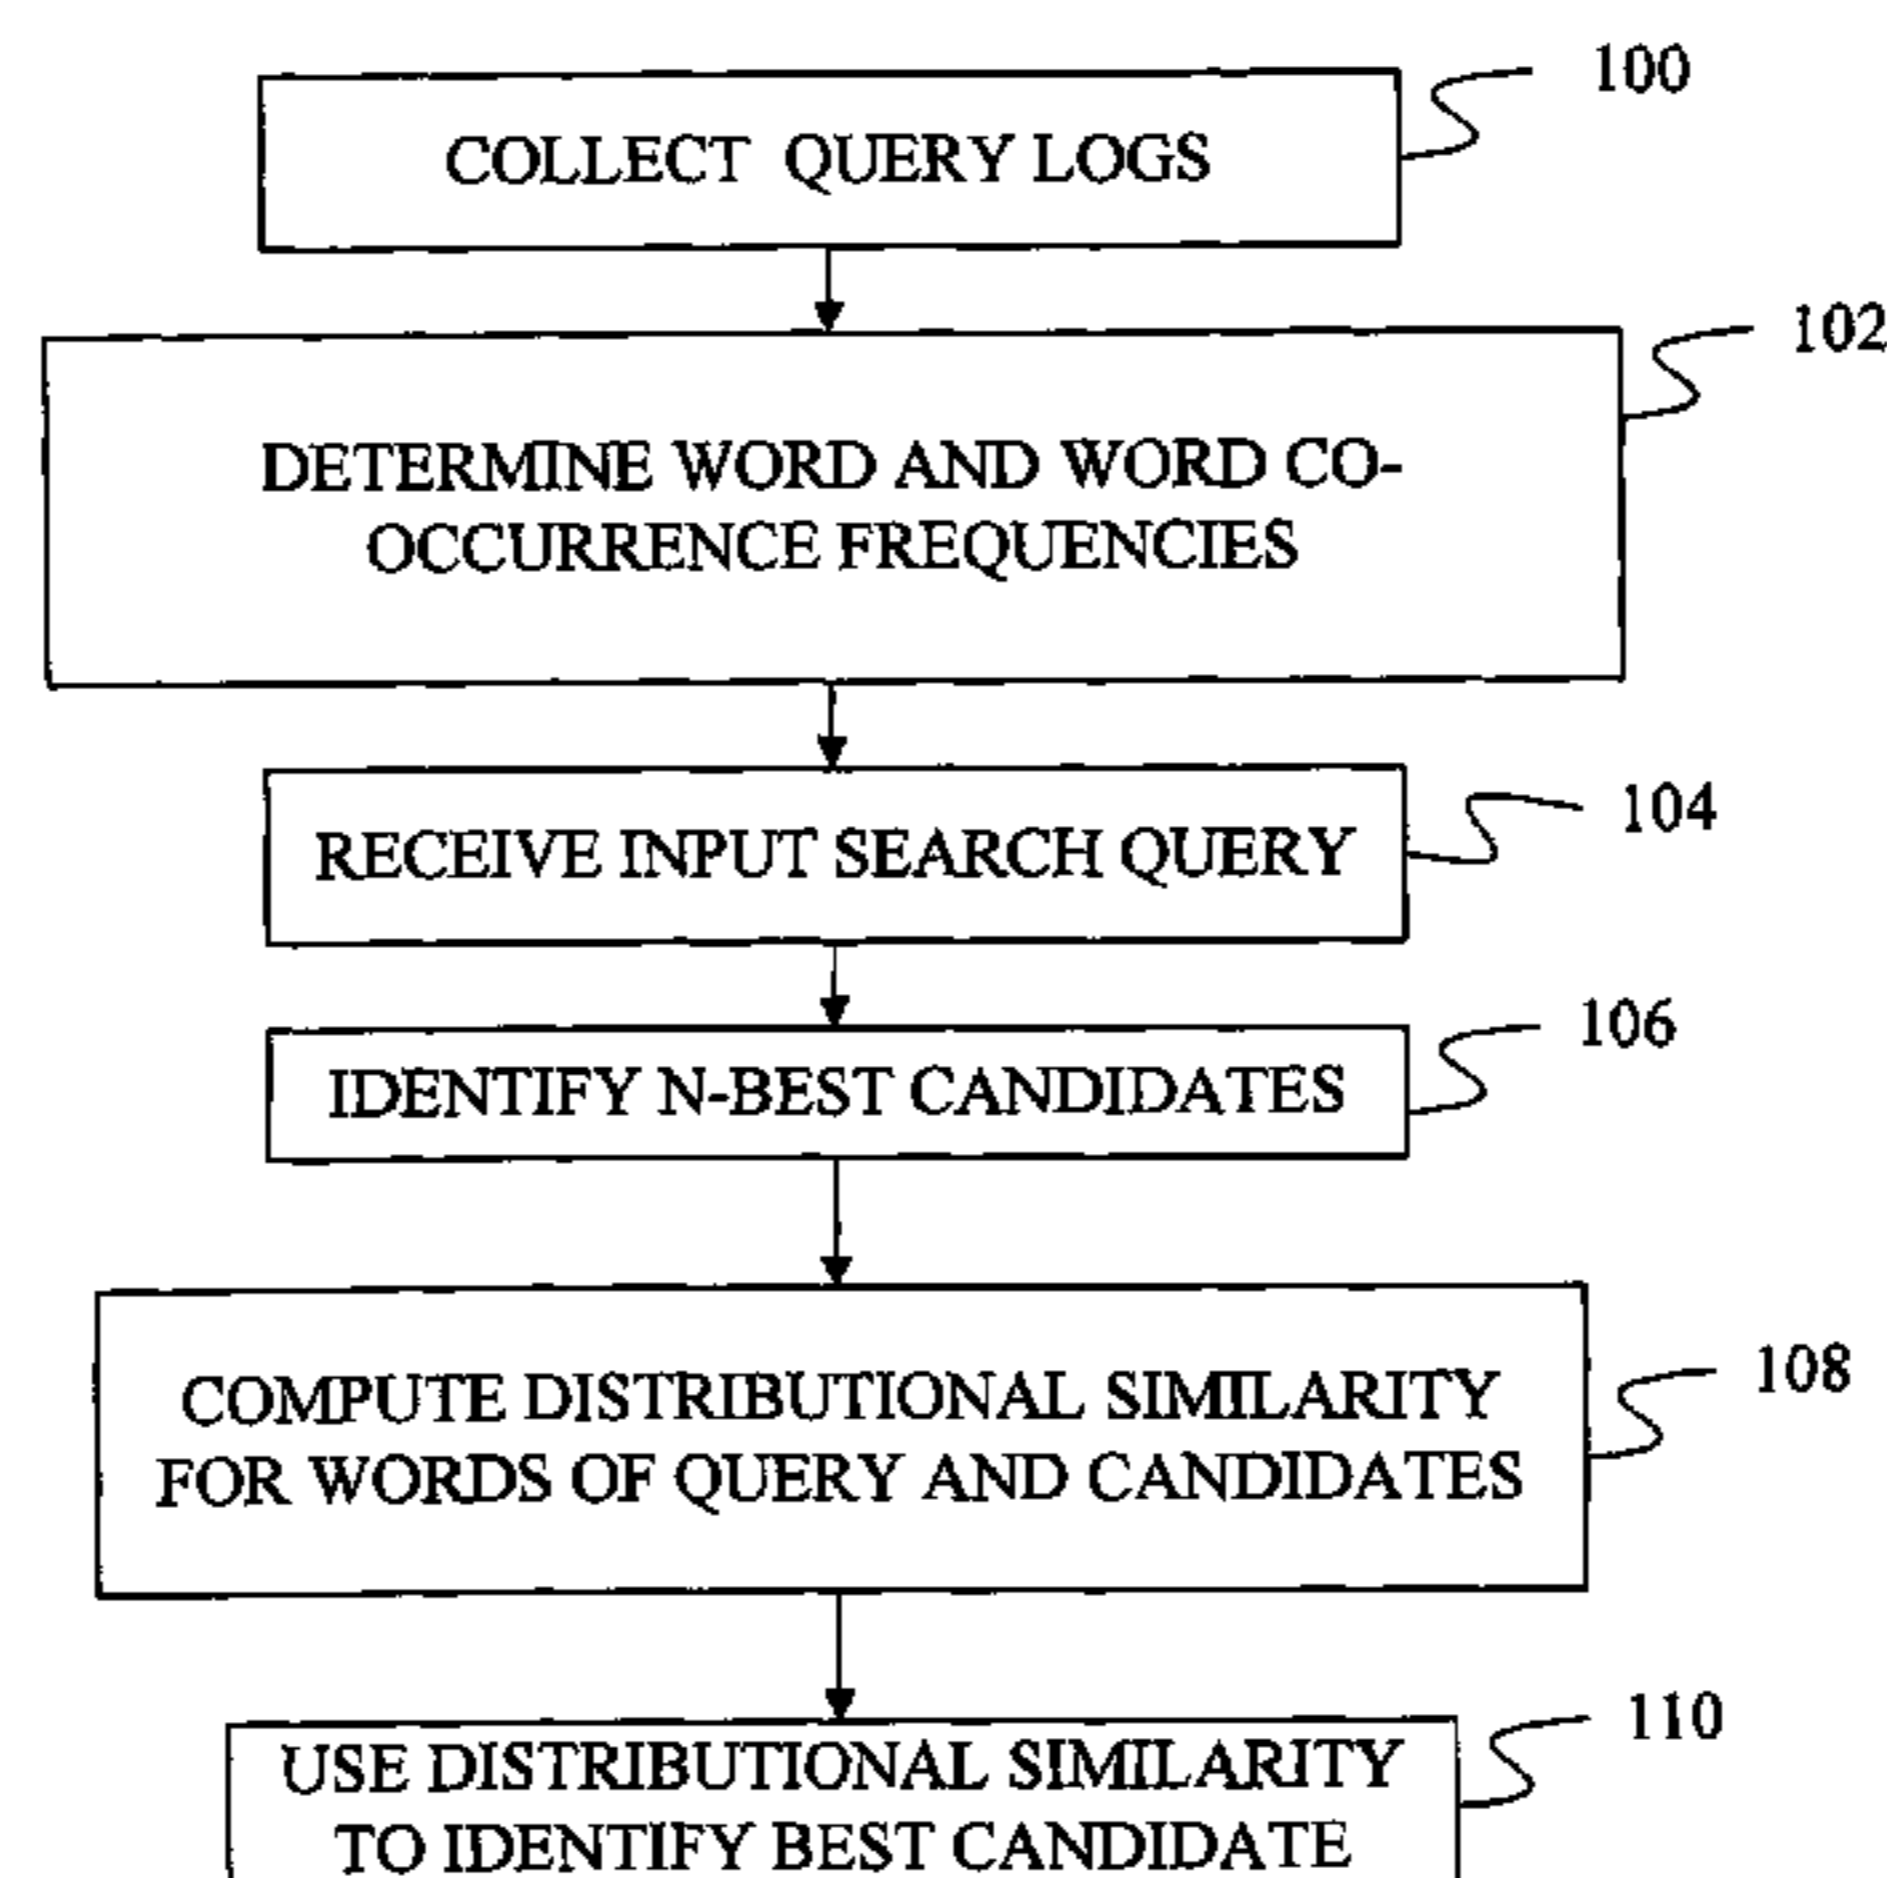 100
COLLECT QUERY LOGS
102
DETERMINE WORD AND WORD CO-
OCCURRENCE FREQUENCIES
104
RECEIVE INPUT SEARCH QUERY
106
IDENTIFY N-BEST CANDIDATES
108
COMPUTE DISTRIBUTIONAL SIMILARITY
FOR WORDS OF QUERY AND CANDIDATES
110
USE DISTRIBUTIONAL SIMILARITY
TO IDENTIFY BEST CANDIDATE